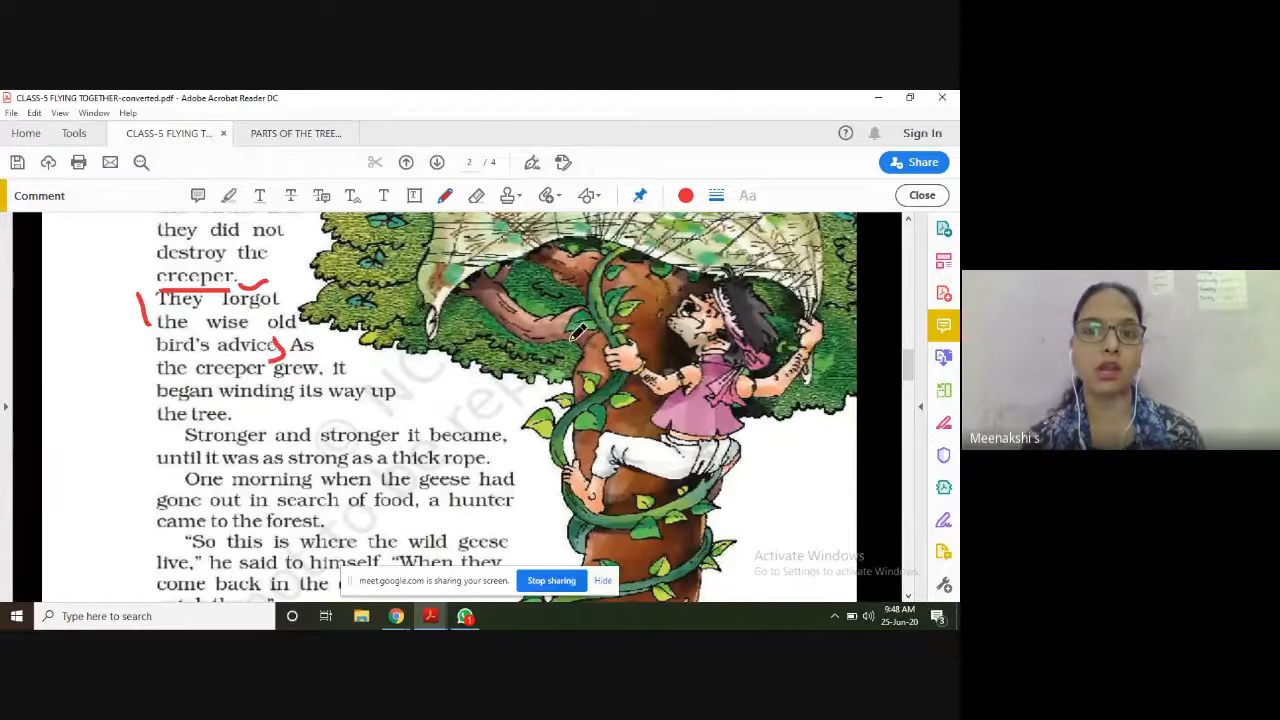 CLASS-5 FLYING TOGETHER-converted.pdf - Adobe Acrobat Reader DC
File Edit View Window Help
Home Tools CLASS-5 FLYING T... × PARTS OF THE TREE... Sign In
2 / 4 Share
Comment Aa Close
they did not
destroy the
creeper.
They forgot
the wise old
bird's advice. As
the creeper grew, it
began winding its way up
the tree.
Stronger and stronger it became,
until it was as strong as a thick rope.
One morning when the geese had
gone out in search of food, a hunter
came to the forest.
"So this is where the wild geese
live," he said to himself. "When they
come back in the
Activate Windows
Go to Settings to activate Windows.
meet.google.com is sharing your screen. Stop sharing Hide
Type here to search
9:48 AM
25-Jun-20
Meenakshi s